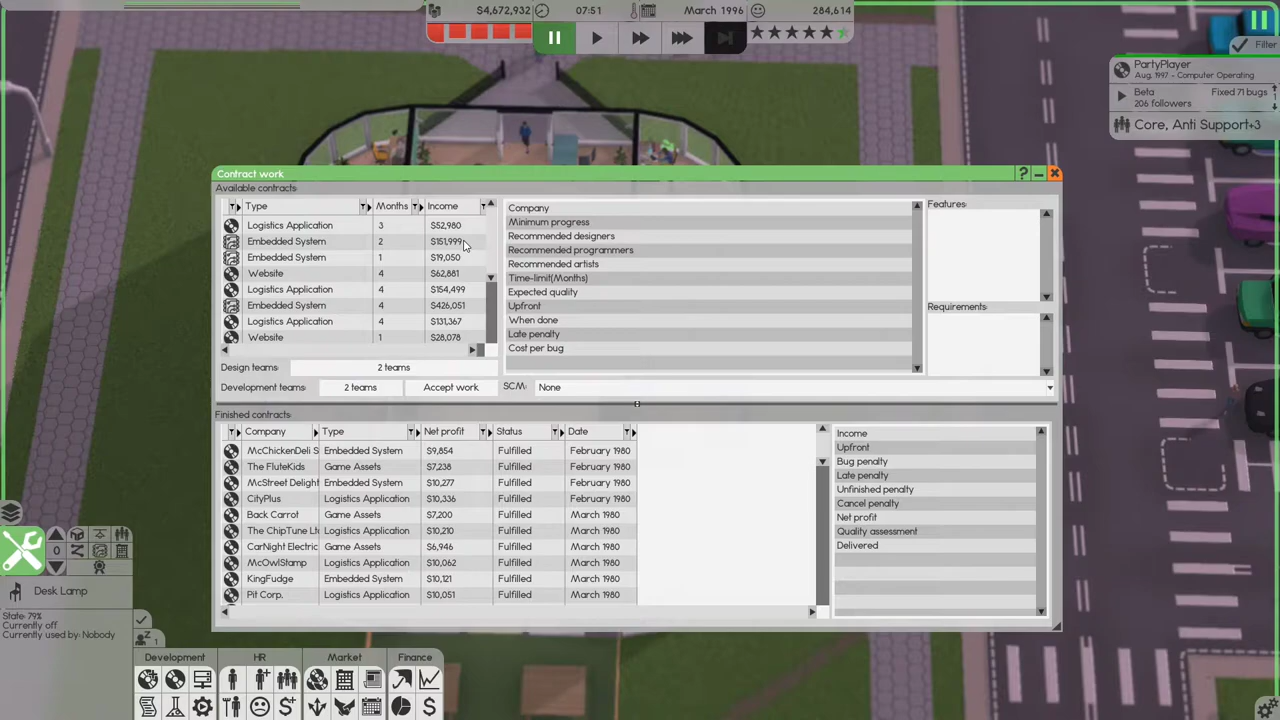 $4,672,932 07:51 March 1996 284,614
Filter
PartyPlayer
Aug. 1997 - Computer Operating
Beta Fixed 71 bugs
206 followers 1
Core, Anti Support+3
Contract work ?
Available contracts:
Type Months Income
Logistics Application 3 $52,980
Embedded System 2 $151,999
Embedded System 1 $19,050
Website 4 $62,881
Logistics Application 4 $154,499
Embedded System 4 $426,051
Logistics Application 4 $131,367
Website 1 $28,078
Design teams: 2 teams
Development teams: 2 teams Accept work SCM: None
Company
Minimum progress
Recommended designers
Recommended programmers
Recommended artists
Time-limit(Months)
Expected quality
Upfront
When done
Late penalty
Cost per bug
Features:
Requirements:
Finished contracts:
Company Type Net profit Status Date
McChickenDeli S Embedded System $9,854 Fulfilled February 1980
The FluteKids Game Assets $7,238 Fulfilled February 1980
McStreet Delight Embedded System $10,277 Fulfilled February 1980
CityPlus Logistics Application $10,336 Fulfilled February 1980
Back Carrot Game Assets $7,200 Fulfilled March 1980
The ChipTune Lt Logistics Application $10,210 Fulfilled March 1980
CarNight Electric Game Assets $6,946 Fulfilled March 1980
McOwlStamp Logistics Application $10,062 Fulfilled March 1980
KingFudge Embedded System $10,121 Fulfilled March 1980
Pit Corp. Logistics Application $10,051 Fulfilled March 1980
Income
Upfront
Bug penalty
Late penalty
Unfinished penalty
Cancel penalty
Net profit
Quality assessment
Delivered
0
Desk Lamp
State: 79%
Currently off
Currently used by: Nobody
Z 1
Development HR Market Finance